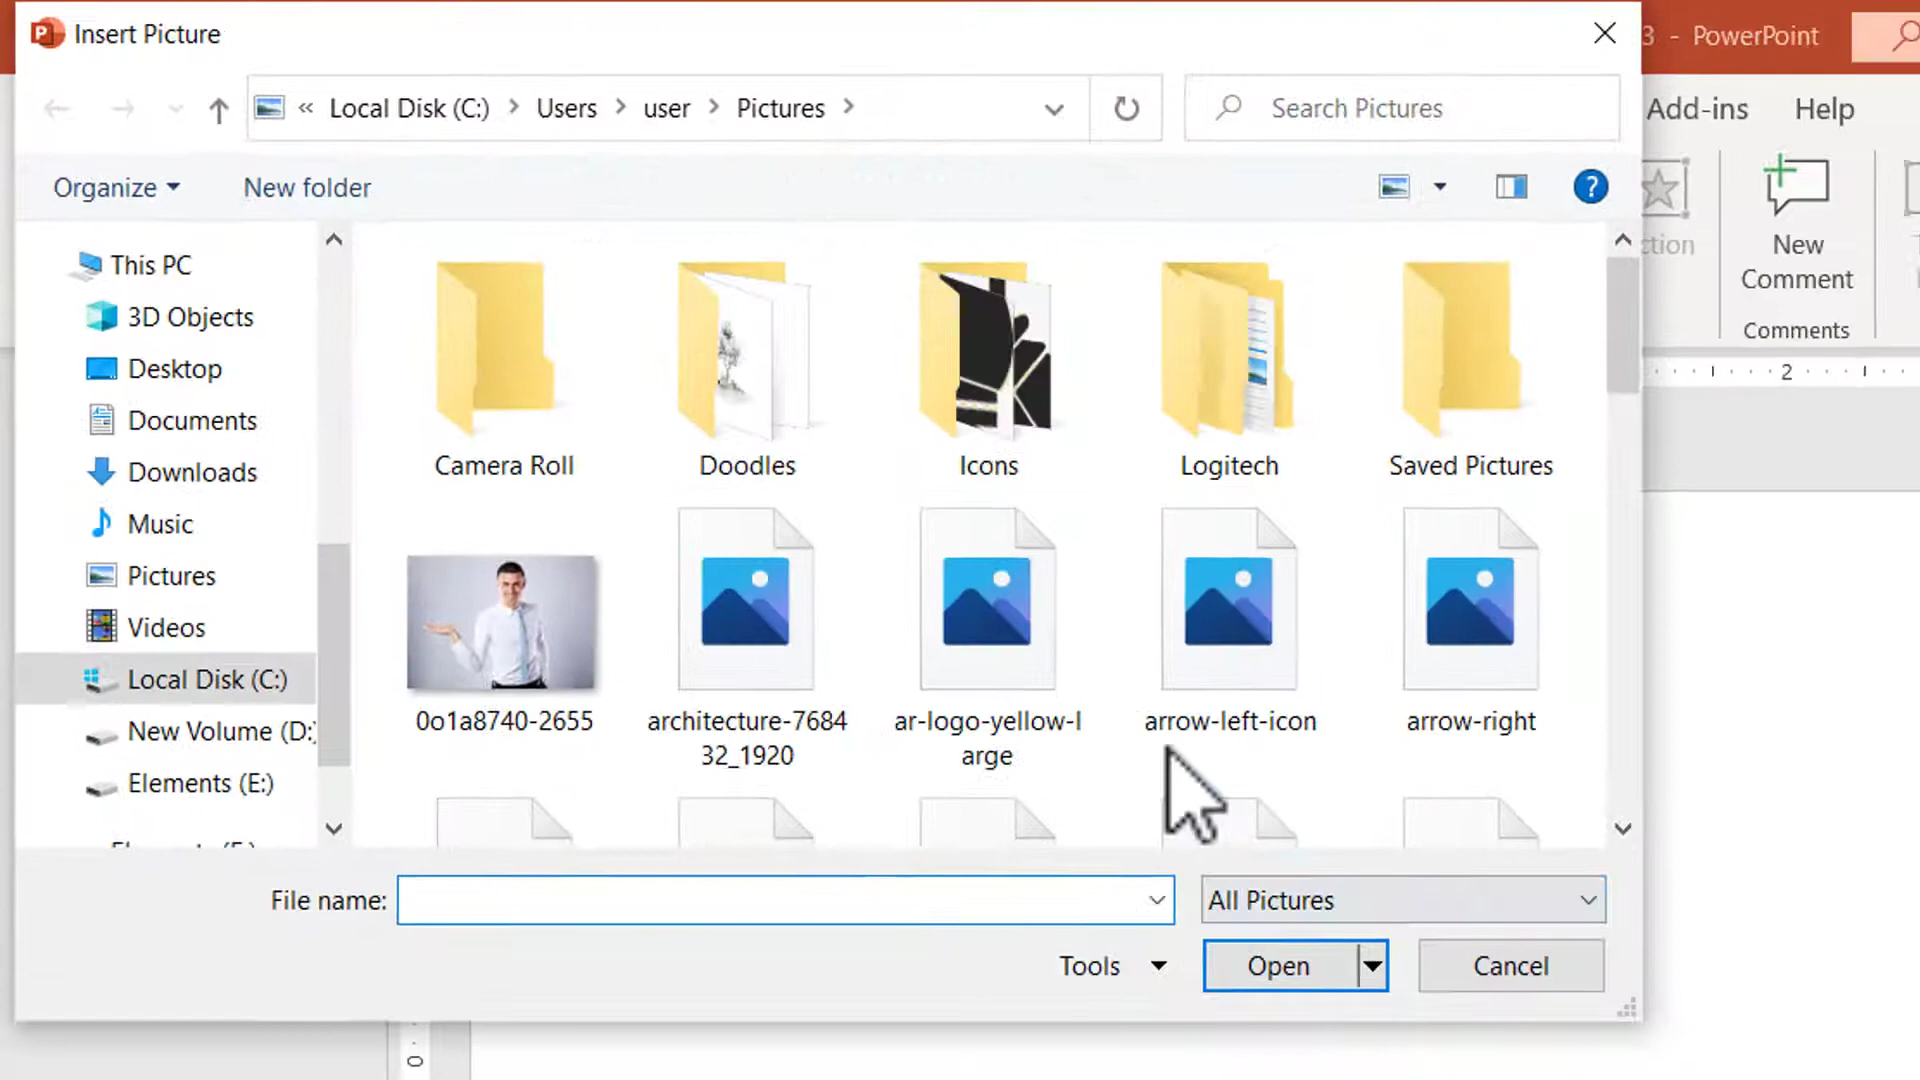 Insert Picture
3 - PowerPoint
« Local Disk (C:) > Users > user > Pictures >
Search Pictures
Add-ins
Help
Organize
New folder
?
ction
New
Comment
Comments
2
This PC
3D Objects
Desktop
Documents
Downloads
Music
Pictures
Videos
Local Disk (C:)
New Volume (D:)
Elements (E:)
Camera Roll
Doodles
Icons
Logitech
Saved Pictures
0o1a8740-2655
architecture-7684
32_1920
ar-logo-yellow-l
arge
arrow-left-icon
arrow-right
File name:
All Pictures
Tools
Open
Cancel
0